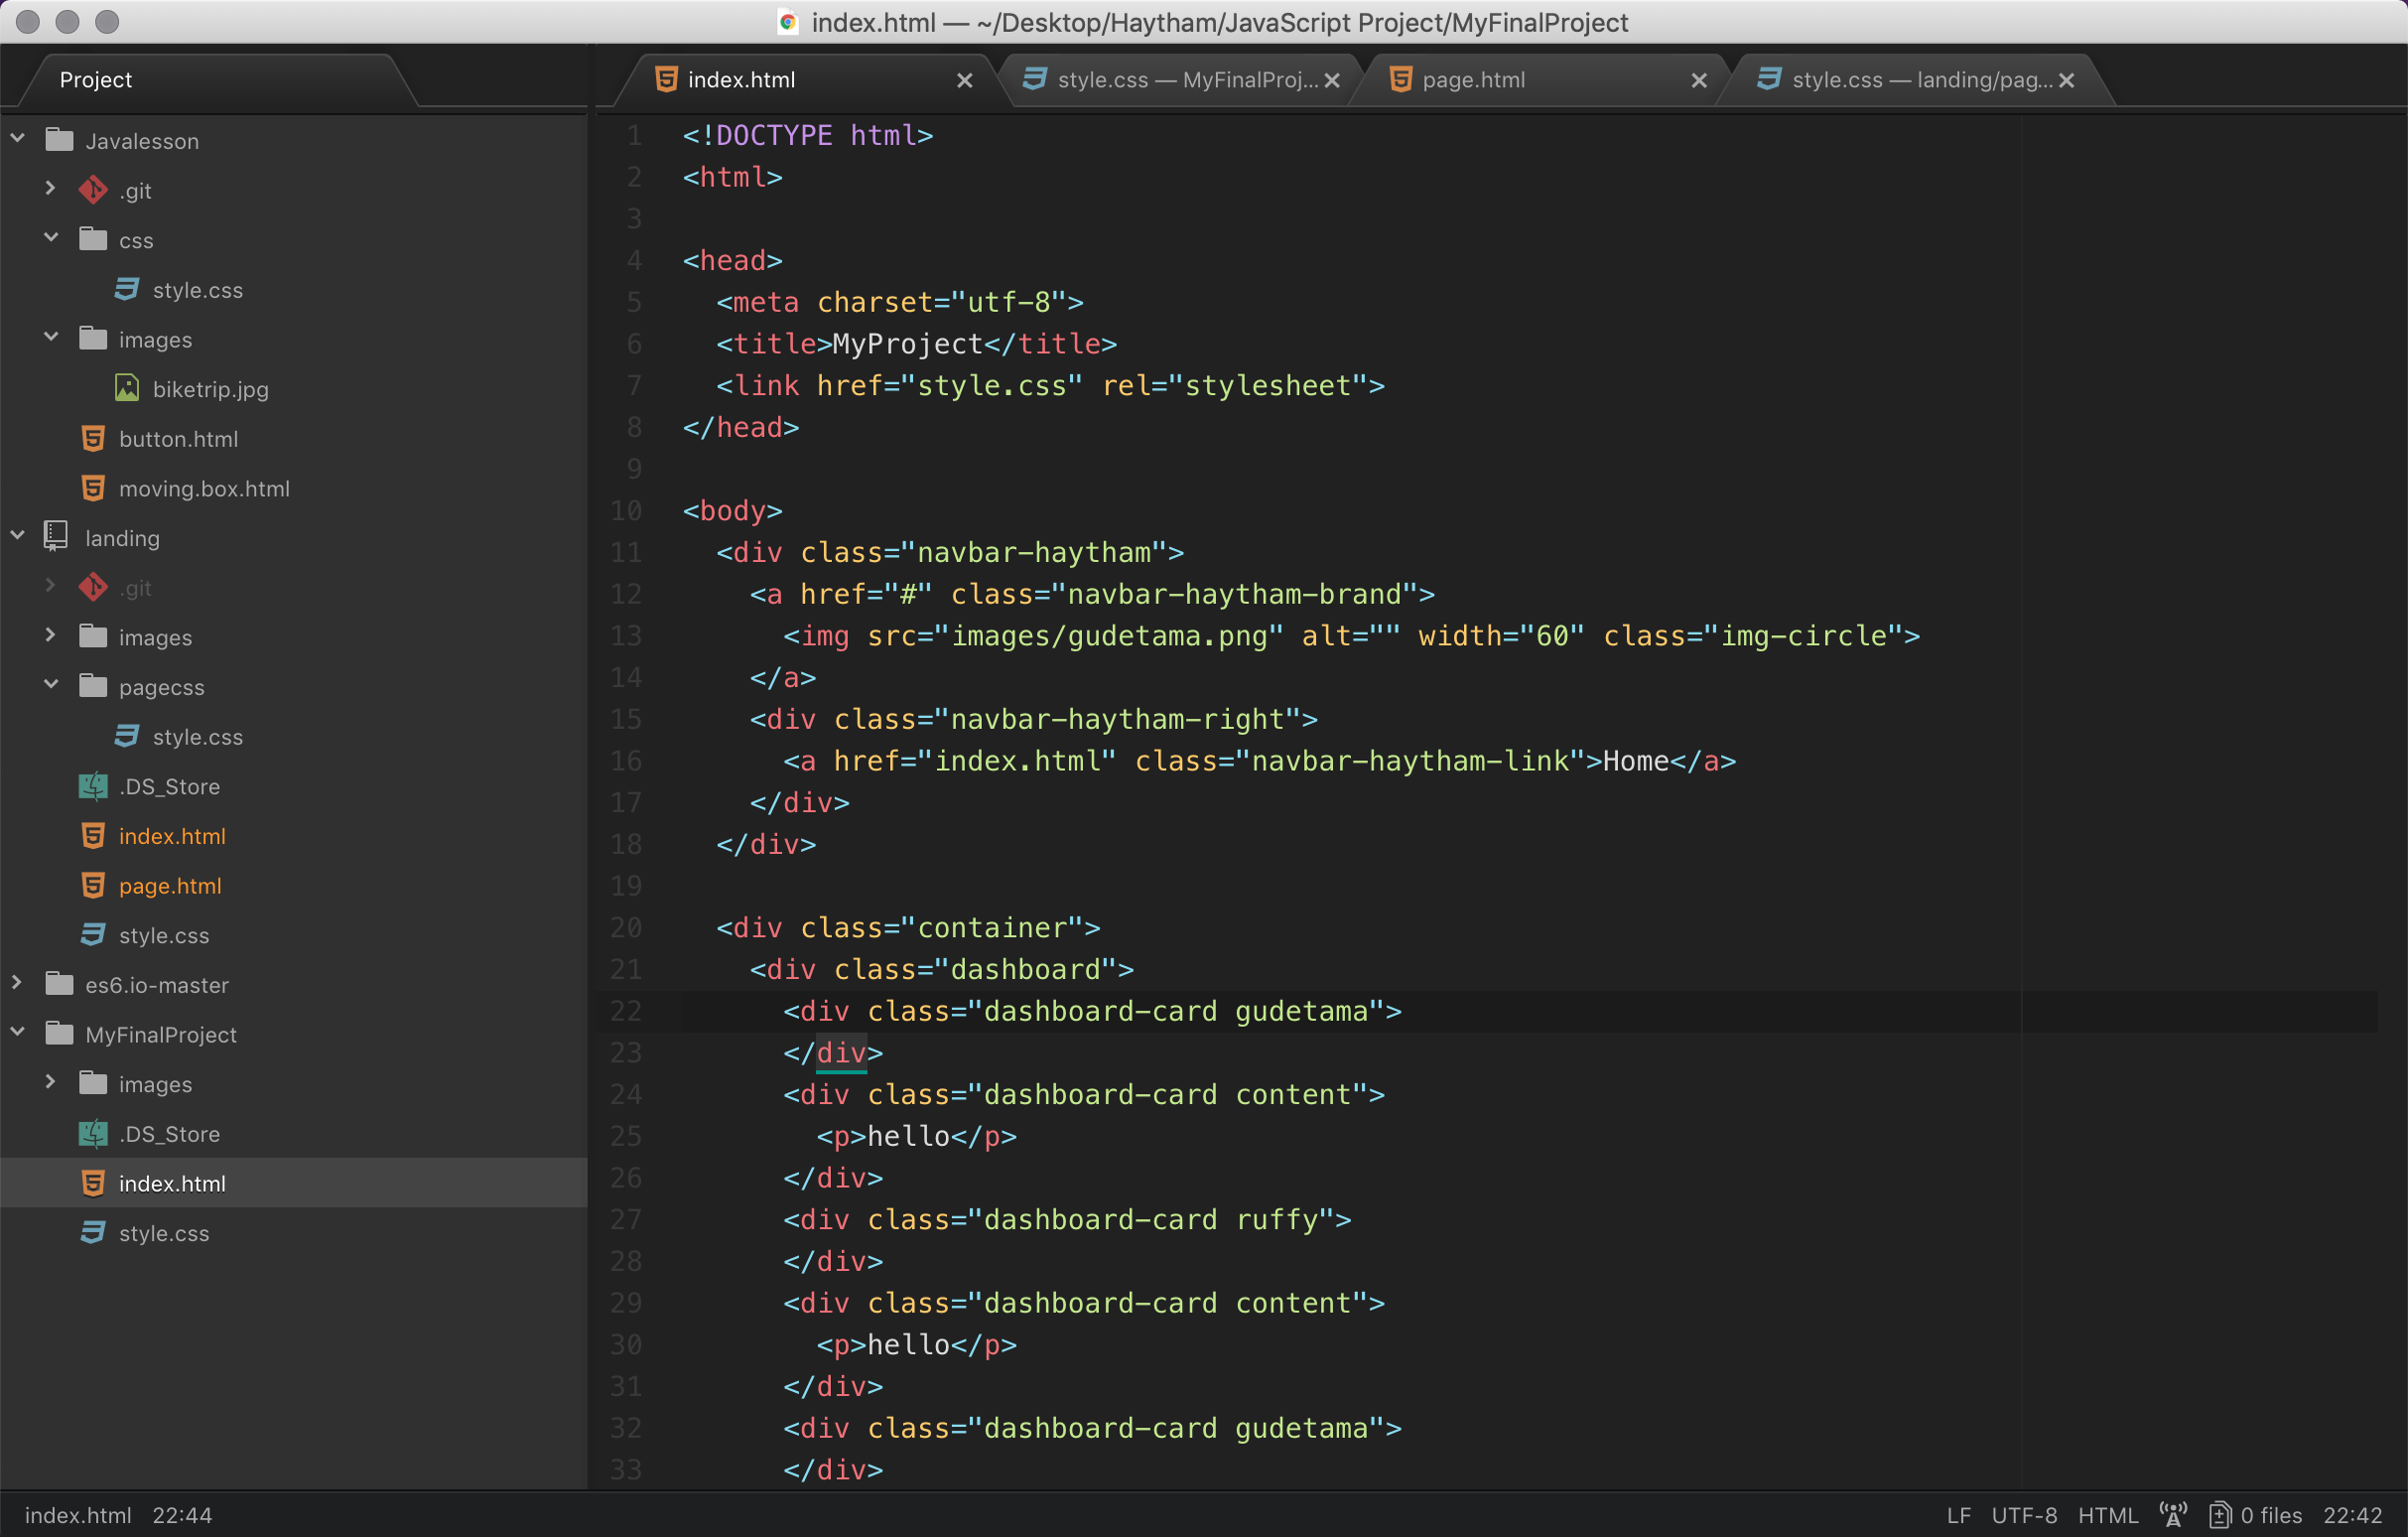 index.html — ~/Desktop/Haytham/JavaScript Project/MyFinalProject
Project
index.html
style.css — MyFinalProj...
page.html
style.css — landing/pag...
Javalesson
.git
css
style.css
images
biketrip.jpg
button.html
moving.box.html
landing
.git
images
pagecss
style.css
.DS_Store
index.html
page.html
style.css
es6.io-master
MyFinalProject
images
.DS_Store
index.html
style.css
1 <!DOCTYPE html>
2 <html>
3
4 <head>
5   <meta charset="utf-8">
6   <title>MyProject</title>
7   <link href="style.css" rel="stylesheet">
8 </head>
9
10 <body>
11   <div class="navbar-haytham">
12     <a href="#" class="navbar-haytham-brand">
13       <img src="images/gudetama.png" alt="" width="60" class="img-circle">
14     </a>
15     <div class="navbar-haytham-right">
16       <a href="index.html" class="navbar-haytham-link">Home</a>
17     </div>
18   </div>
19
20   <div class="container">
21     <div class="dashboard">
22       <div class="dashboard-card gudetama">
23       </div>
24       <div class="dashboard-card content">
25         <p>hello</p>
26       </div>
27       <div class="dashboard-card ruffy">
28       </div>
29       <div class="dashboard-card content">
30         <p>hello</p>
31       </div>
32       <div class="dashboard-card gudetama">
33       </div>
index.html 22:44
LF UTF-8 HTML 0 files 22:42